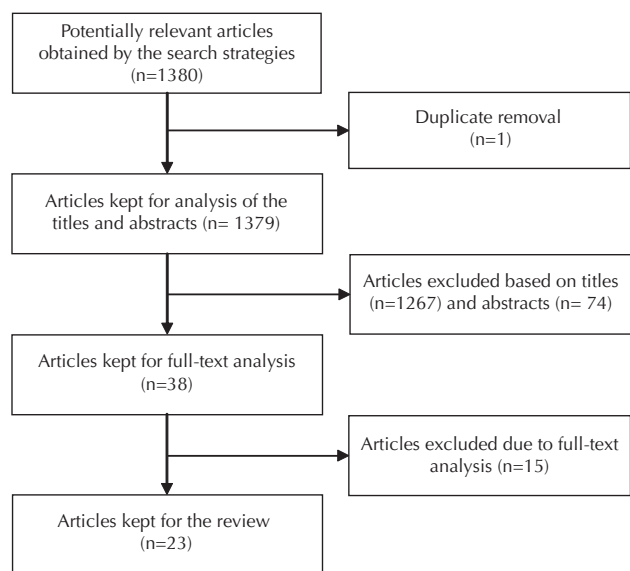 Potentially relevant articles
obtained by the search strategies
(n=1380)
Duplicate removal
(n=1)
Articles kept for analysis of the
titles and abstracts (n= 1379)
Articles excluded based on titles
(n=1267) and abstracts (n= 74)
Articles kept for full-text analysis
(n=38)
Articles excluded due to full-text
analysis (n=15)
Articles kept for the review
(n=23)